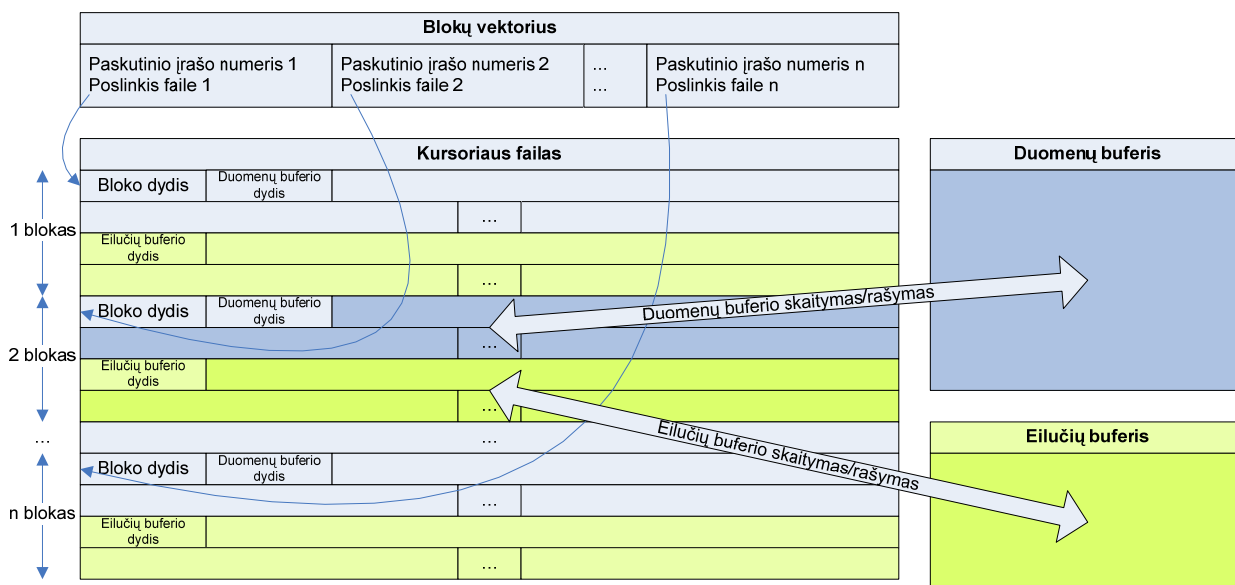 Blokų vektorius
Paskutinio įrašo numeris 1
Poslinkis faile 1
Paskutinio įrašo numeris 2
Poslinkis faile 2
...
...
Paskutinio įrašo numeris n
Poslinkis faile n
Kursoriaus failas
1 blokas
Bloko dydis
Duomenų buferio
dydis
...
Eilučių buferio
dydis
...
2 blokas
Bloko dydis
Duomenų buferio
dydis
...
Eilučių buferio
dydis
...
...
...
n blokas
Bloko dydis
Duomenų buferio
dydis
...
Eilučių buferio
dydis
...
Duomenų buferio skaitymas/rašymas
Eilučių buferio skaitymas/rašymas
Duomenų buferis
Eilučių buferis